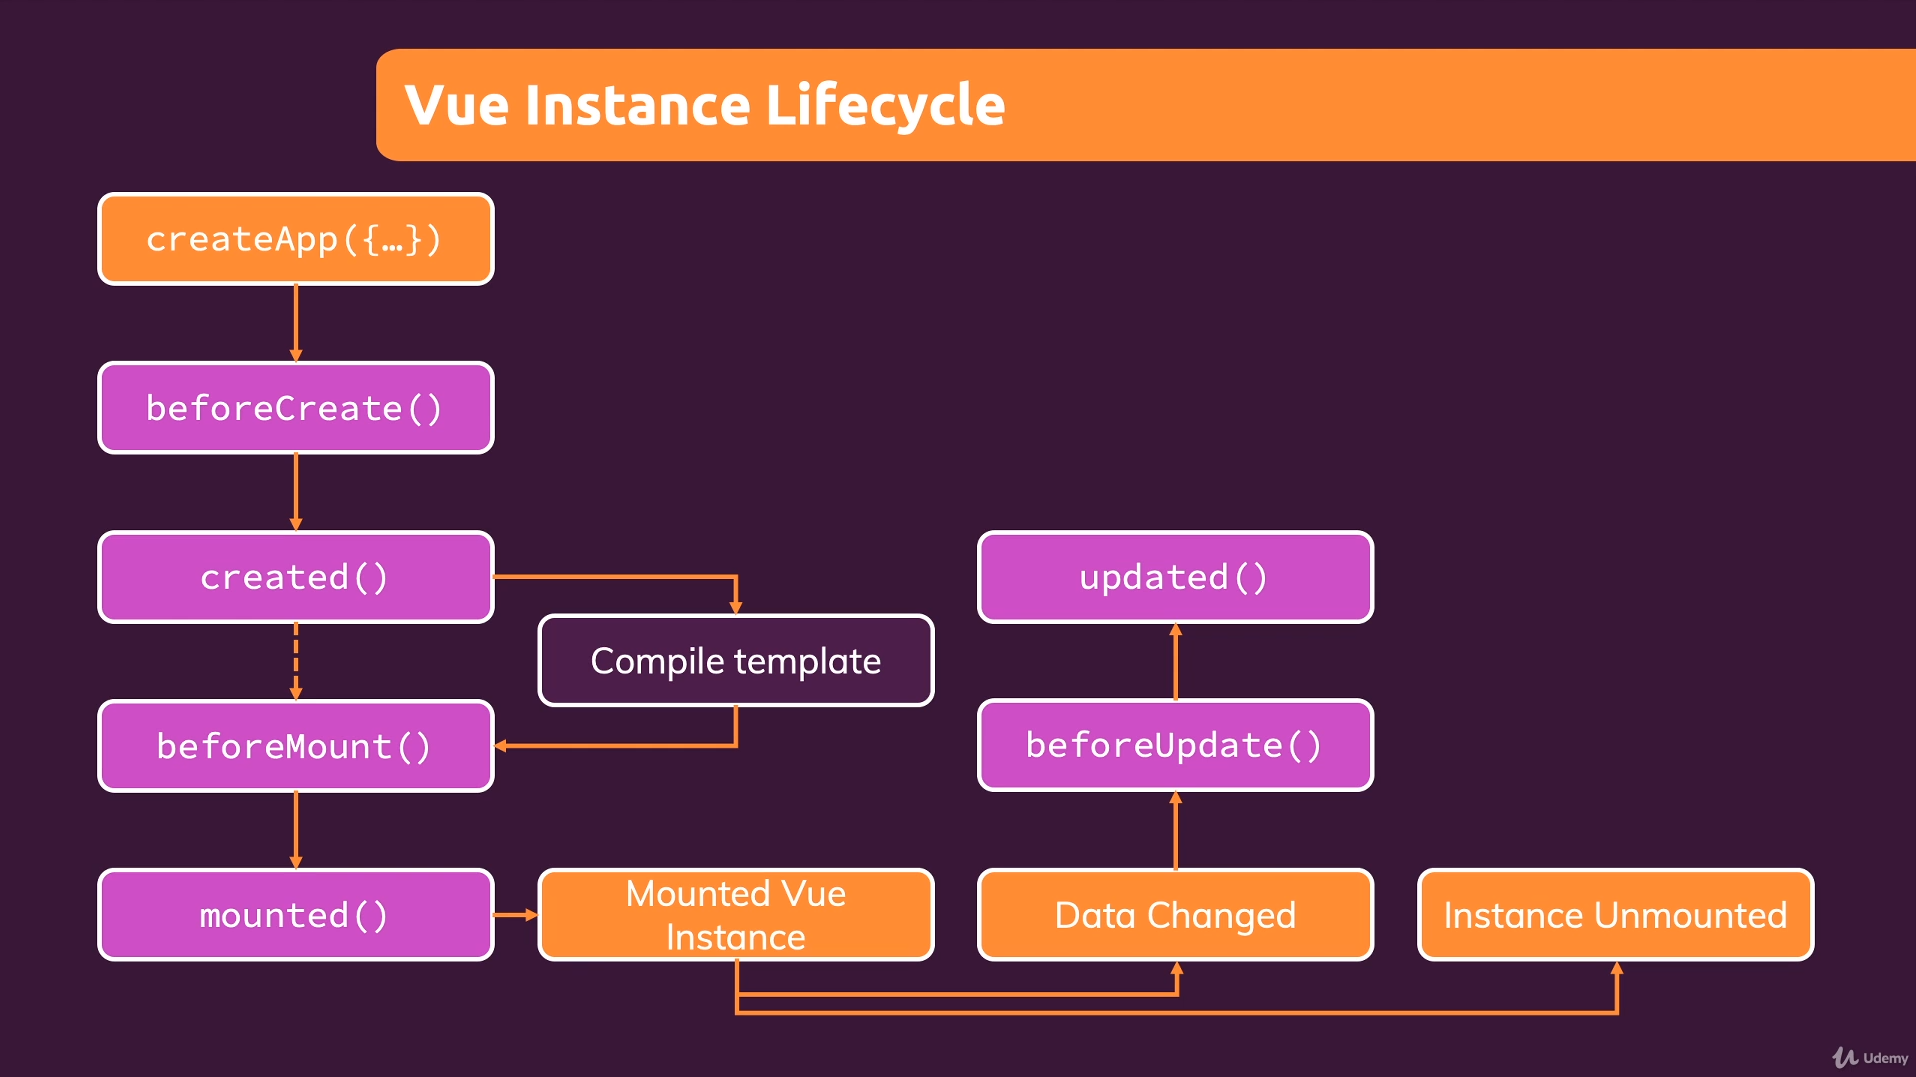 Vue Instance Lifecycle
createApp({…})
beforeCreate()
created()
Compile template
beforeMount()
mounted()
Mounted Vue
Instance
updated()
beforeUpdate()
Data Changed
Instance Unmounted
Udemy